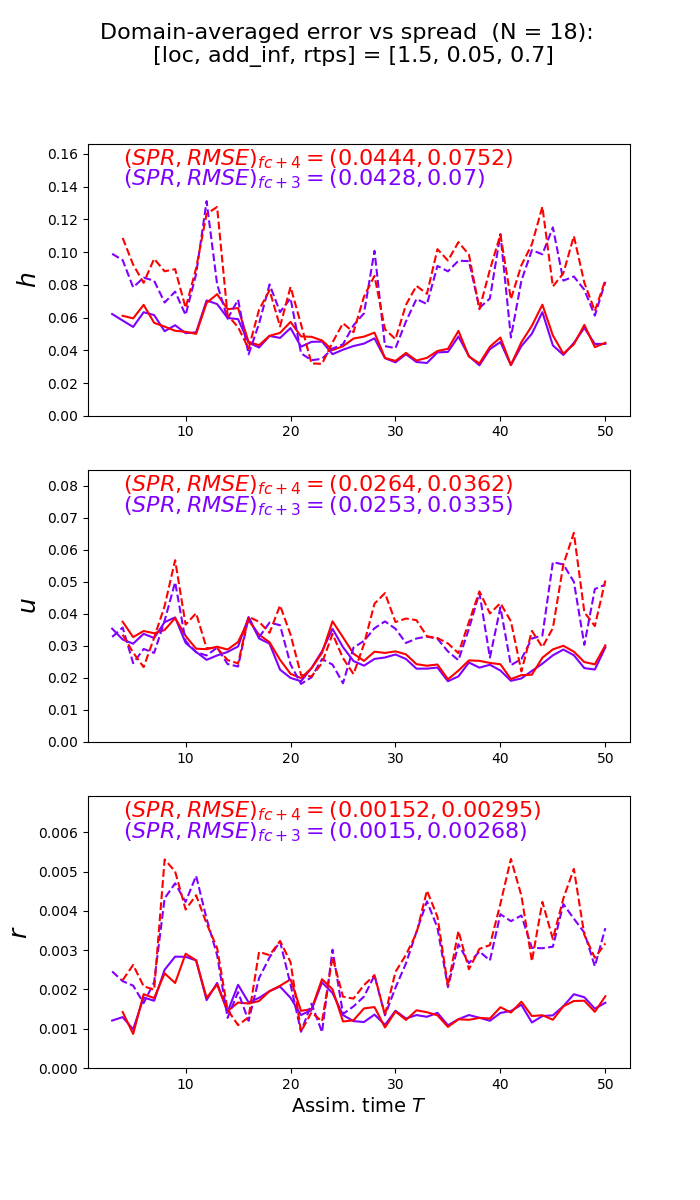 Domain-averaged error vs spread (N = 18):
[loc, add_inf, rtps] = [1.5, 0.05, 0.7]
(SPR, RMSE)fc+4 = (0.0444, 0.0752)
(SPR, RMSE)fc+3 = (0.0428, 0.07)
h
0.16
0.14
0.12
0.10
0.08
0.06
0.04
0.02
0.00
10 20 30 40 50
(SPR, RMSE)fc+4 = (0.0264, 0.0362)
(SPR, RMSE)fc+3 = (0.0253, 0.0335)
u
0.08
0.07
0.06
0.05
0.04
0.03
0.02
0.01
0.00
10 20 30 40 50
(SPR, RMSE)fc+4 = (0.00152, 0.00295)
(SPR, RMSE)fc+3 = (0.0015, 0.00268)
r
0.006
0.005
0.004
0.003
0.002
0.001
0.000
10 20 30 40 50
Assim. time T